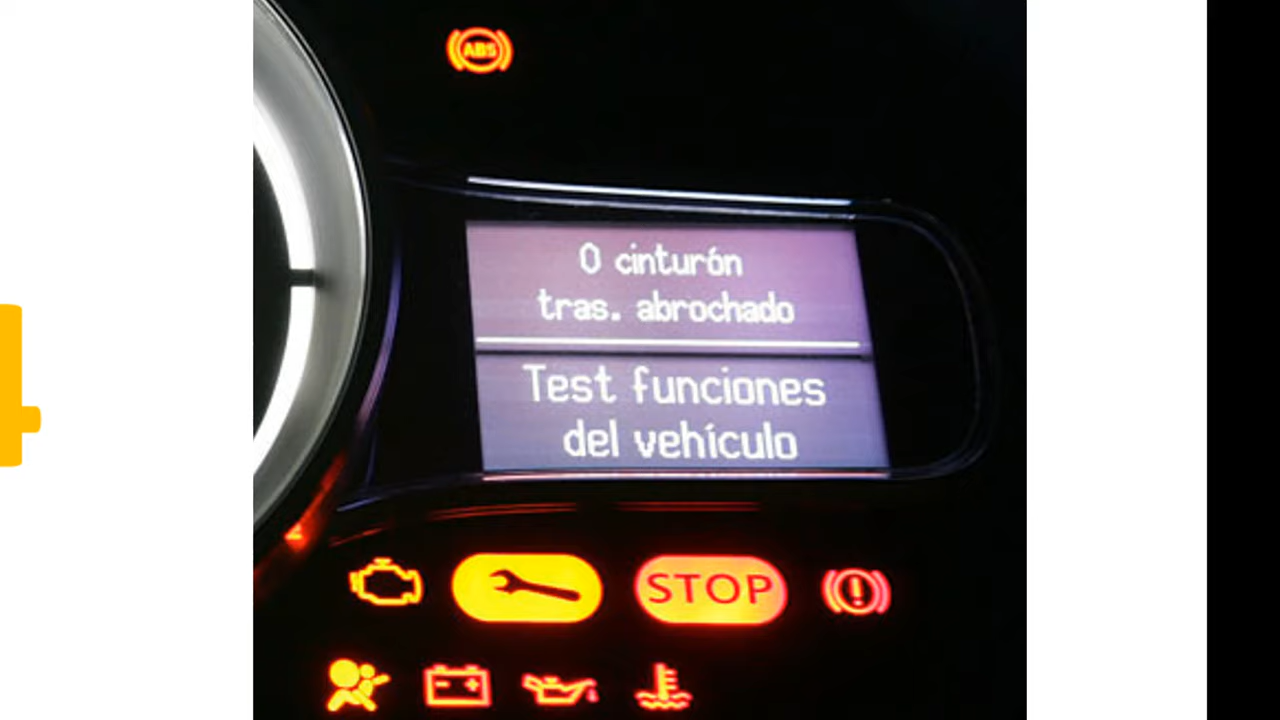 ABS
0 cinturón
tras. abrochado
Test funciones
del vehículo
STOP